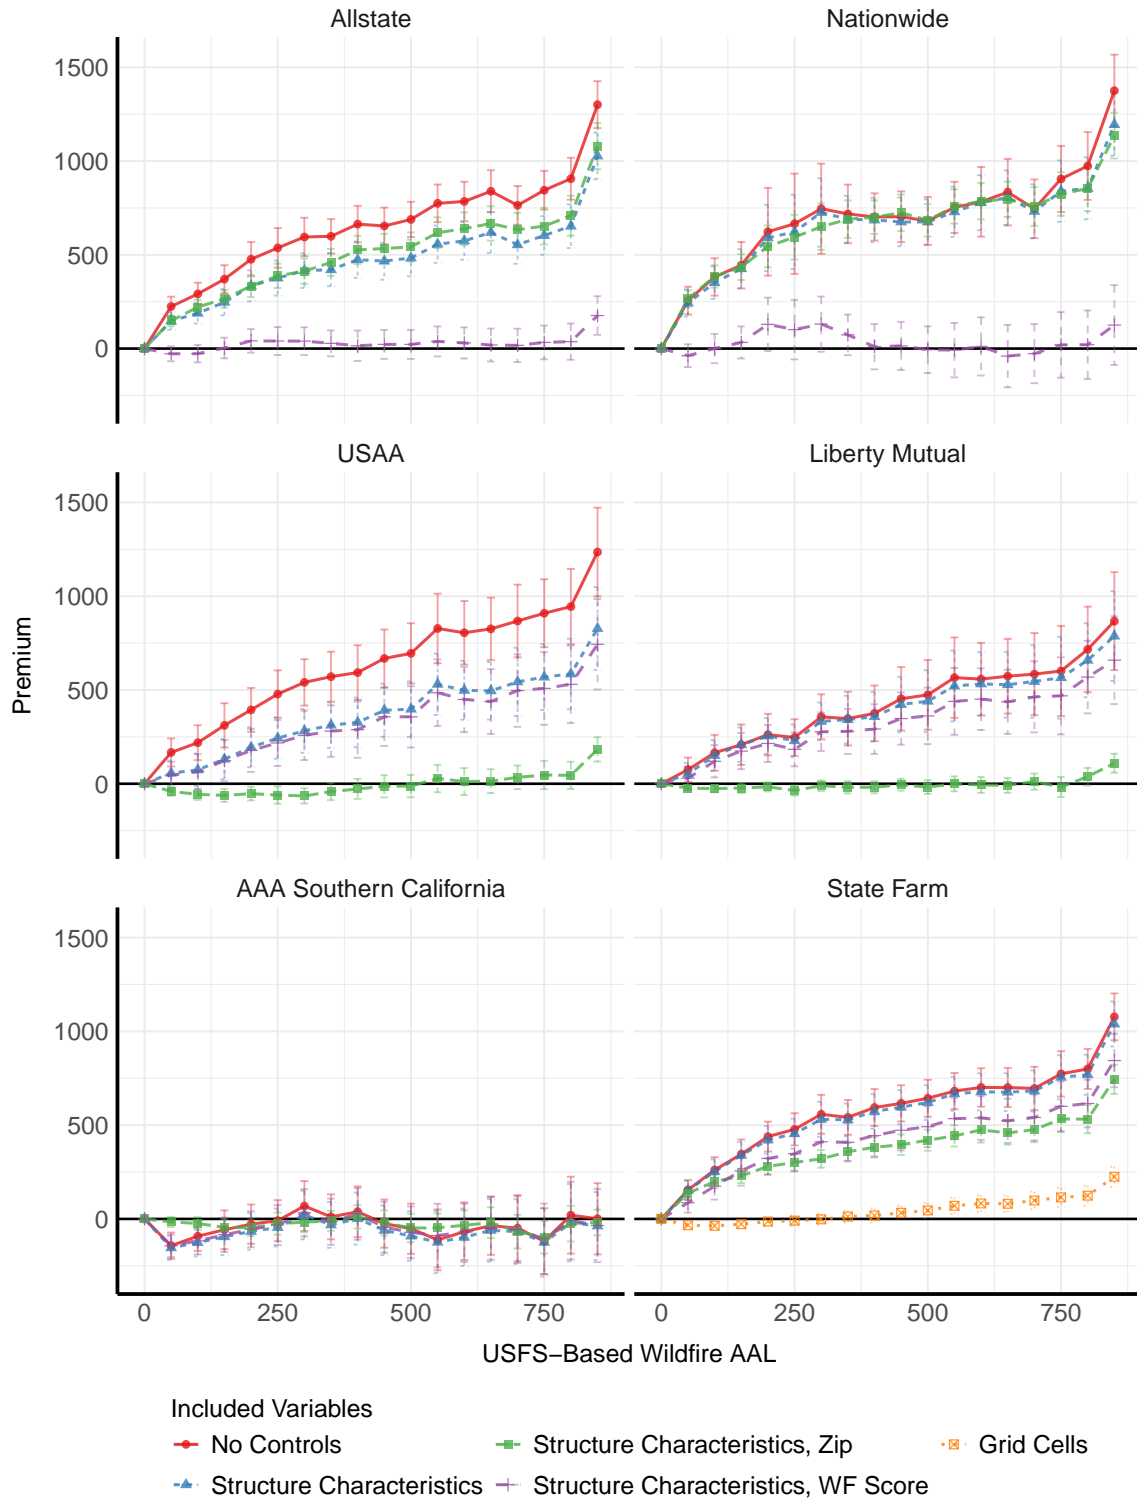 Allstate
Nationwide
1500
1000
500
0
USAA
Liberty Mutual
1500
1000
500
0
Premium
AAA Southern California
State Farm
1500
1000
500
0
0 250 500 750 0 250 500 750
USFS−Based Wildfire AAL
Included Variables
No Controls
Structure Characteristics, Zip
Grid Cells
Structure Characteristics
Structure Characteristics, WF Score